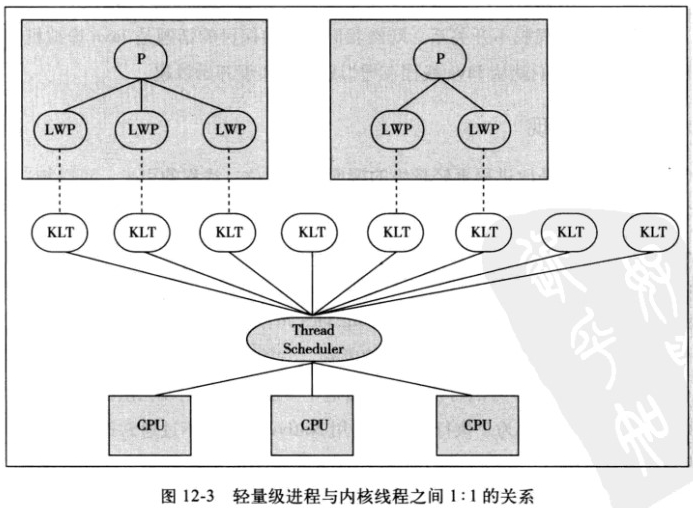 P
P
LWP LWP LWP LWP LWP
KLT KLT KLT KLT KLT KLT KLT KLT
Thread
Scheduler
CPU CPU CPU
图 12-3 轻量级进程与内核线程之间 1:1 的关系